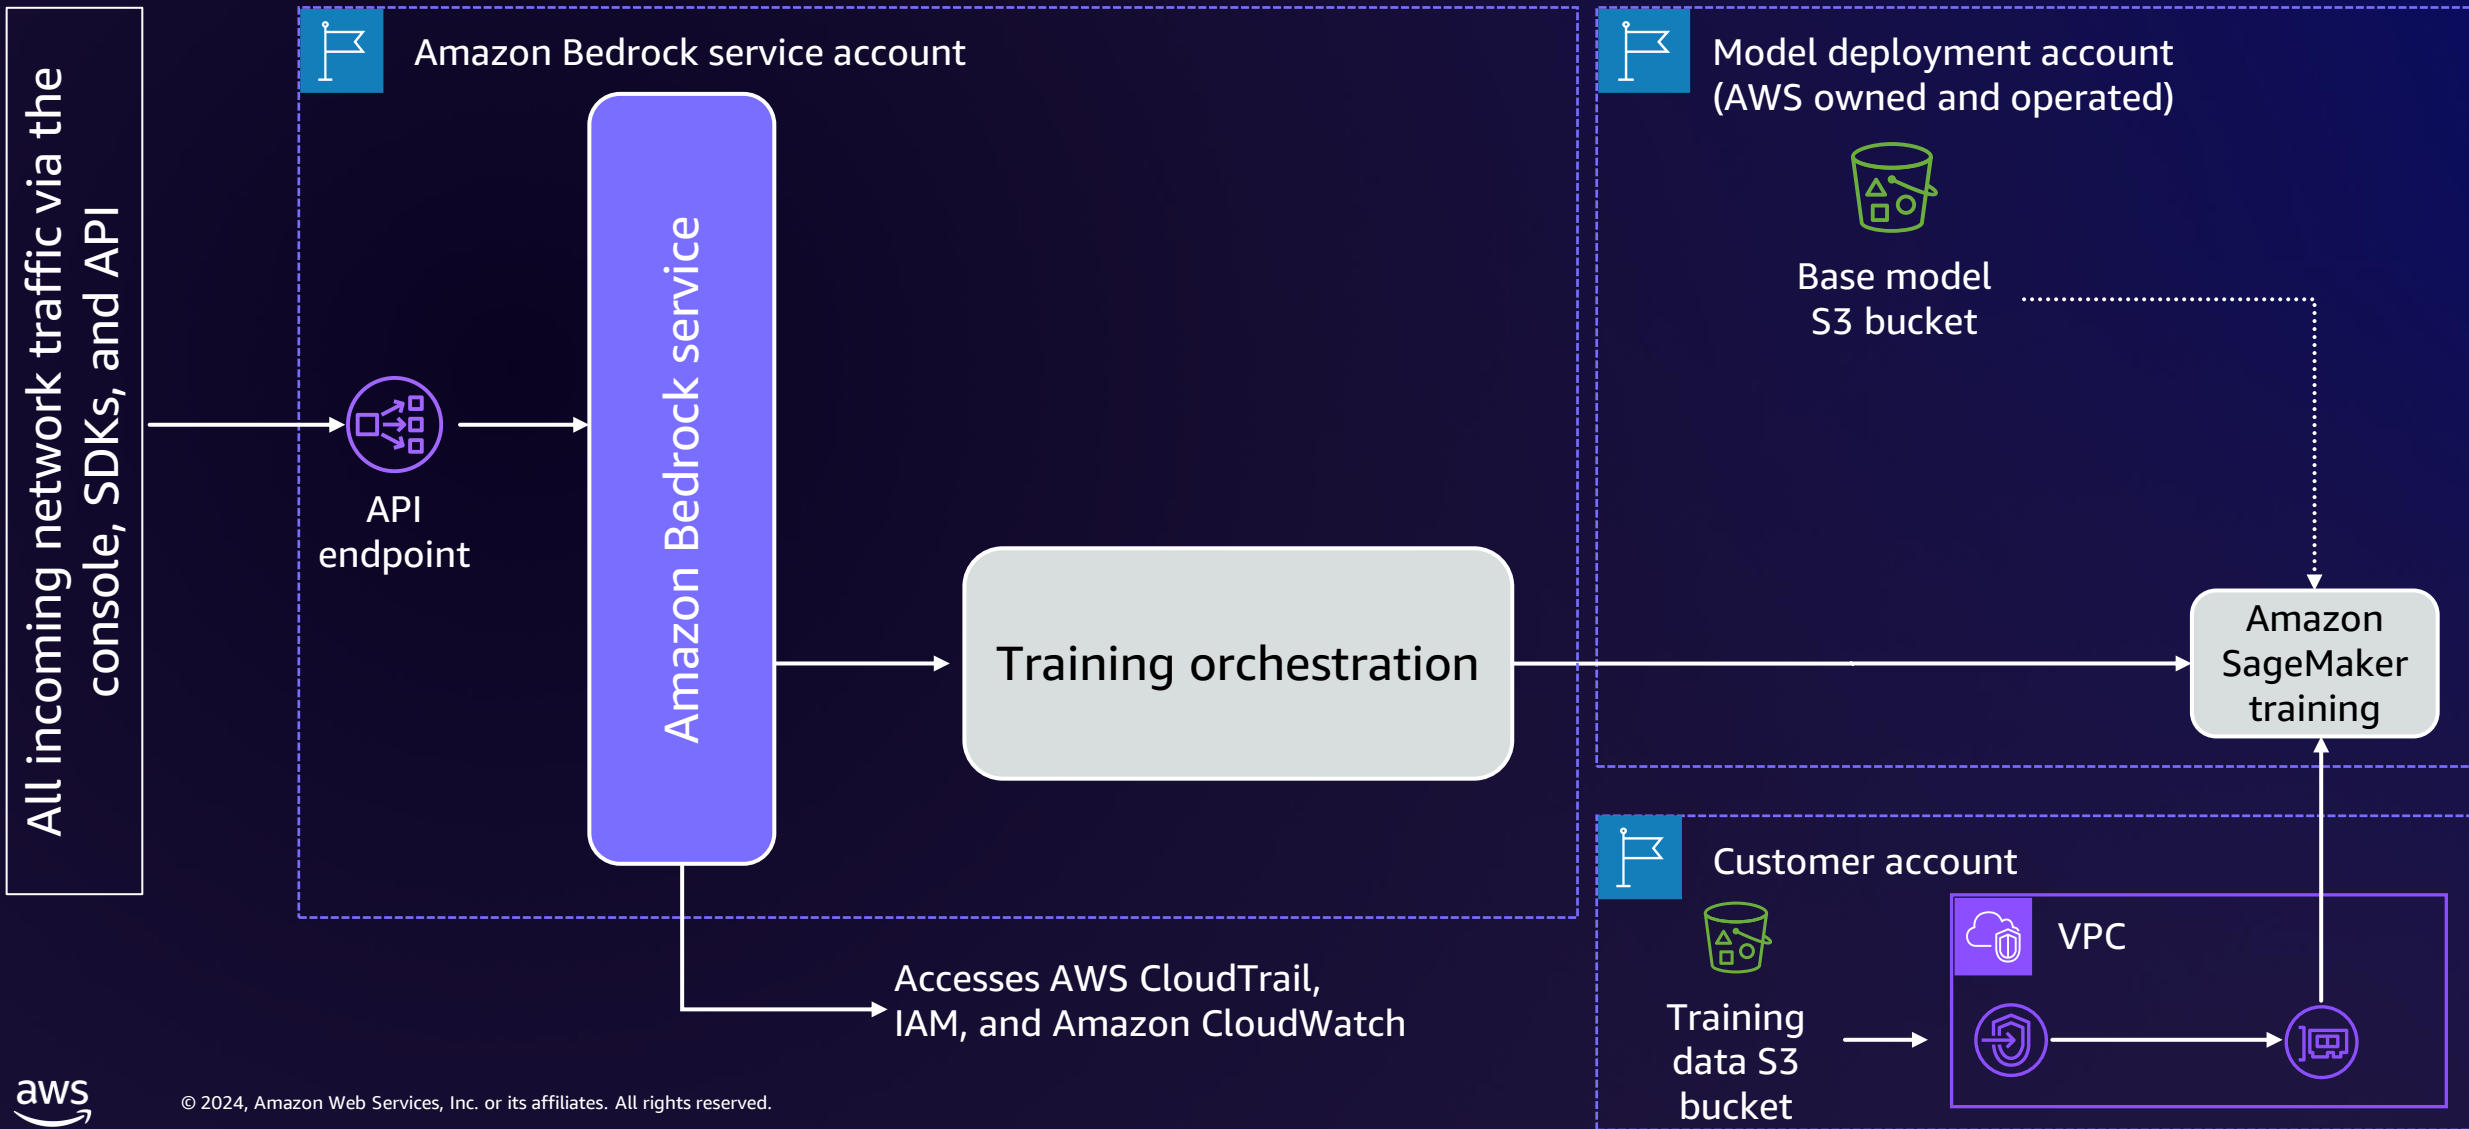 All incoming network traffic via the
console, SDKs, and API
Amazon Bedrock service account
API
endpoint
Amazon Bedrock service
Training orchestration
Accesses AWS CloudTrail,
IAM, and Amazon CloudWatch
Model deployment account
(AWS owned and operated)
Base model
S3 bucket
Amazon
SageMaker
training
Customer account
Training
data S3
bucket
VPC
aws
© 2024, Amazon Web Services, Inc. or its affiliates. All rights reserved.